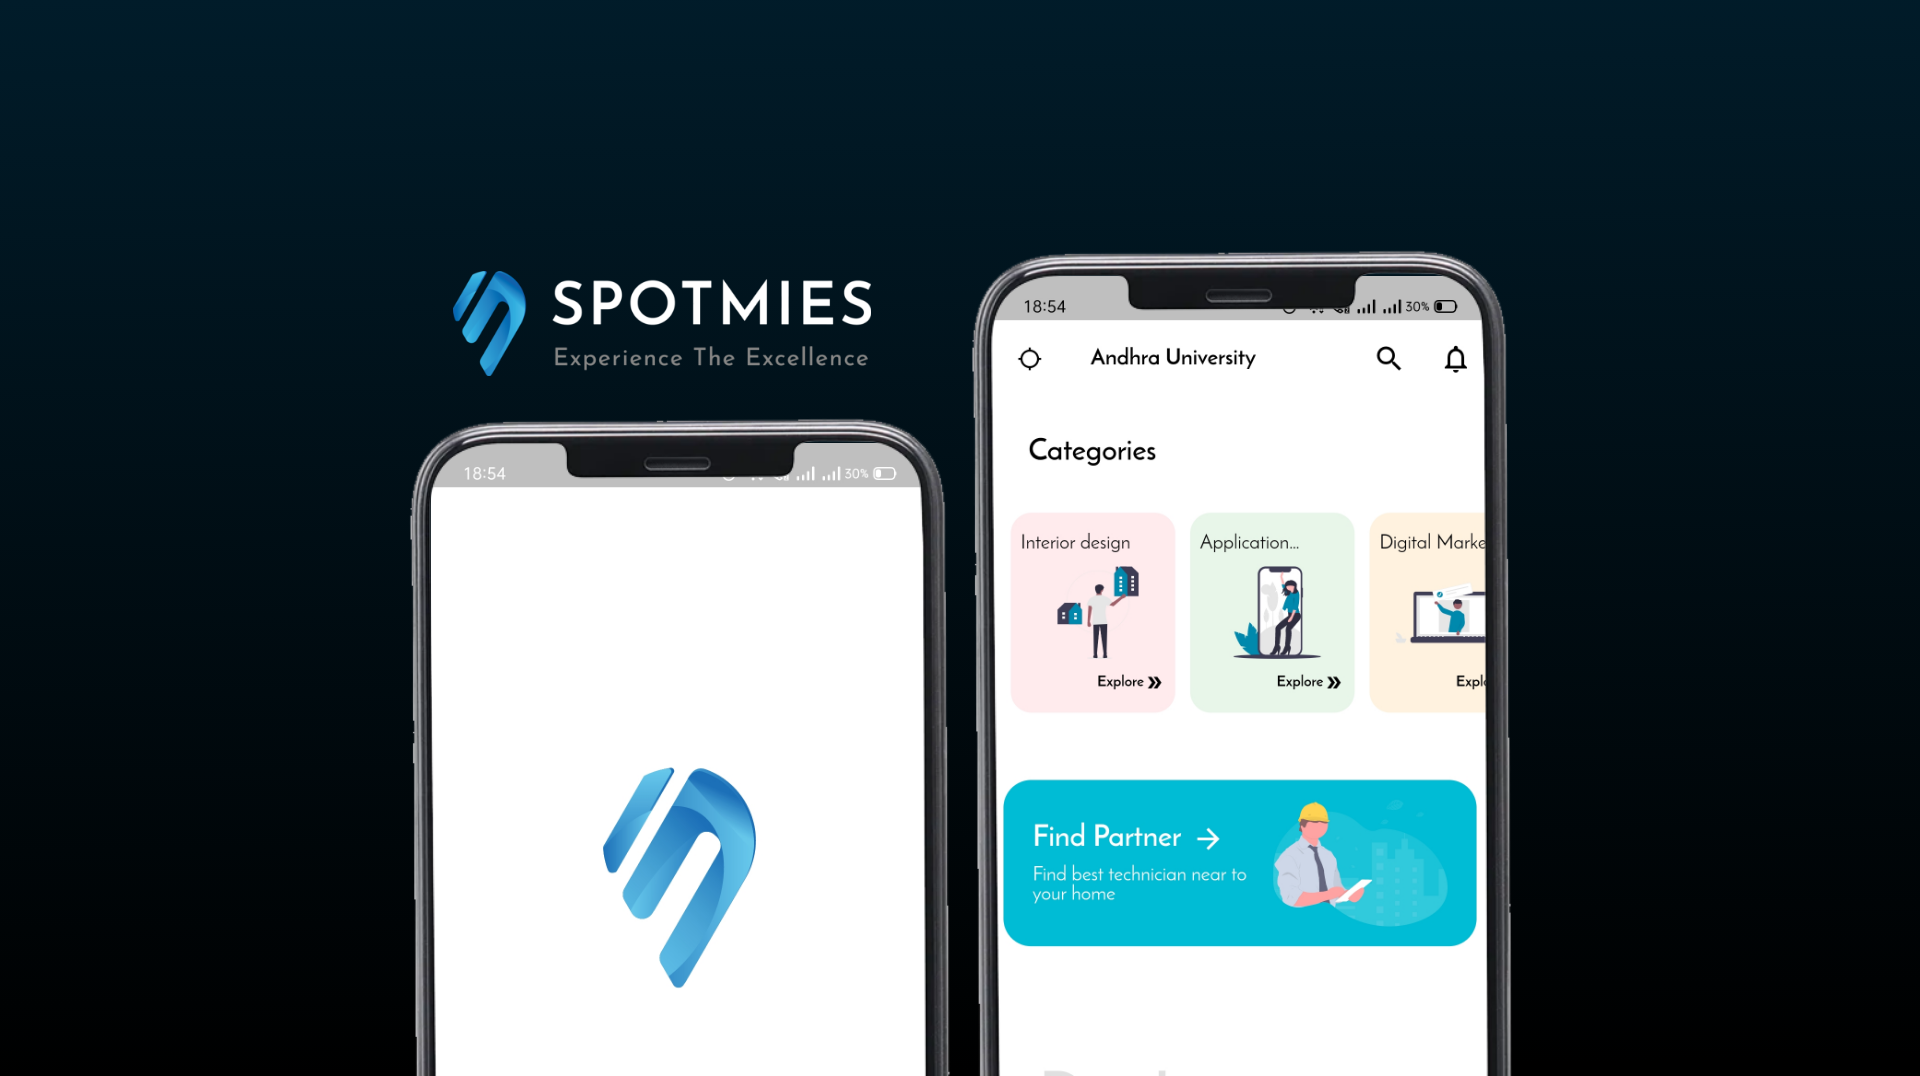 SPOTMIES
Experience The Excellence
18:54
30%
18:54
30%
Andhra University
Categories
Interior design
Application...
Digital Marke
Explore
Explore
Expl
Find Partner
Find best technician near to
your home